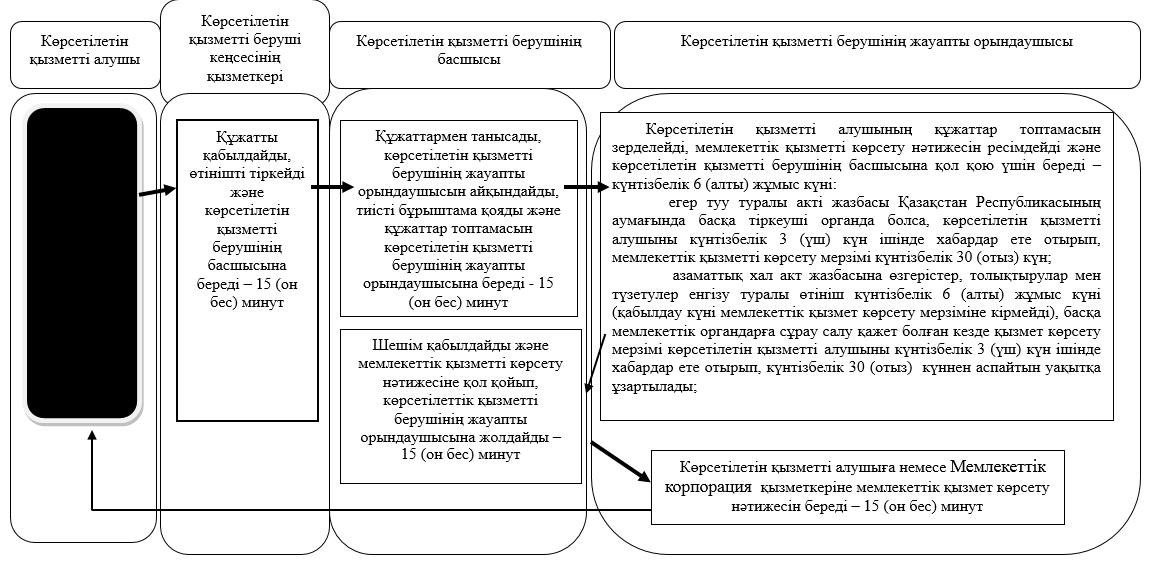 Көрсетілетін
қызметті алушы
Көрсетілетін
қызметті беруші
кеңсесінің
қызметкері
Көрсетілетін қызметті берушінің
басшысы
Көрсетілетін қызметті берушінің жауапты орындаушысы
Құжатты
қабылдайды,
өтінішті тіркейді
және
көрсетілетін
қызметті
берушінің
басшысына
береді – 15 (он
бес) минут
Құжаттармен танысады,
көрсетілетін қызметті
берушінің жауапты
орындаушысын айқындайды,
тиісті бұрыштама қояды және
құжаттар топтамасын
көрсетілетін қызметті
берушінің жауапты
орындаушысына береді - 15
(он бес) минут
Көрсетілетін қызметті алушының құжаттар топтамасын
зерделейді, мемлекеттік қызметті көрсету нәтижесін ресімдейді және
көрсетілетін қызметті берушінің басшысына қол қою үшін береді –
күнтізбелік 6 (алты) жұмыс күні:
егер туу туралы акті жазбасы Қазақстан Республикасының
аумағында басқа тіркеуші органда болса, көрсетілетін қызметті
алушыны күнтізбелік 3 (үш) күн ішінде хабардар ете отырып,
мемлекеттік қызметті көрсету мерзімі күнтізбелік 30 (отыз) күн;
азаматтық хал акт жазбасына өзгерістер, толықтырулар мен
түзетулер енгізу туралы өтініш күнтізбелік 6 (алты) жұмыс күні
(қабылдау күні мемлекеттік қызмет көрсету мерзіміне кірмейді), басқа
мемлекеттік органдарға сұрау салу қажет болған кезде қызмет көрсету
мерзімі көрсетілетін қызметті алушыны күнтізбелік 3 (үш) күн ішінде
хабардар ете отырып, күнтізбелік 30 (отыз) күннен аспайтын уақытқа
ұзартылады;
Шешім қабылдайды және
мемлекеттік қызметті көрсету
нәтижесіне қол қойып,
көрсетілеттік қызметті
берушінің жауапты
орындаушысына жолдайды –
15 (он бес) минут
Көрсетілетін қызметті алушыға немесе Мемлекеттік
корпорация қызметкеріне мемлекеттік қызмет көрсету
нәтижесін береді – 15 (он бес) минут